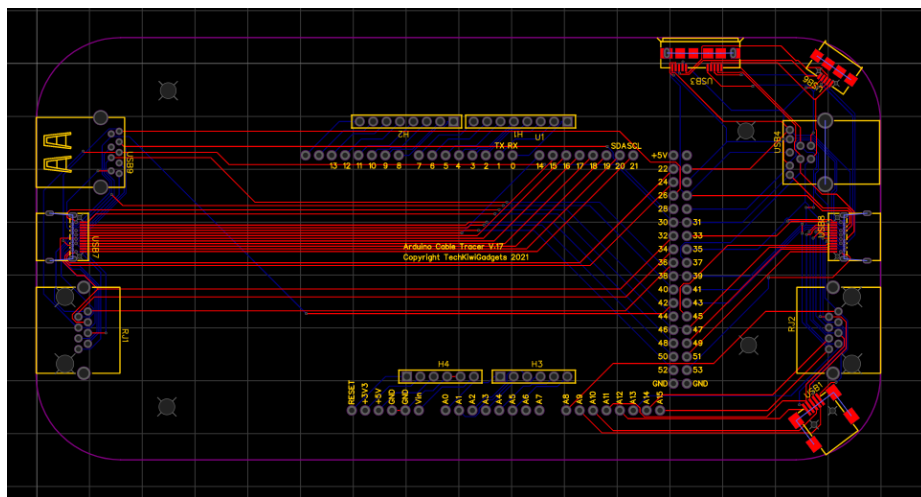 USB3
USB6
H2
H1
U1
TX RX
SDASCL
13 12 11 10 9 8 7 6 5 4 3 2 1 0 14 15 16 17 18 19 20 21
+5V
USB9
USB4
22
24
26
28
30 31
32 33
34 35
36 37
38 39
40 41
42 43
44 45
46 47
48 49
50 51
52 53
GND GND
USB7
USB8
Arduino Cable Tracer V.17
Copyright TechKiwiGadgets 2021
RJ1
RJ2
H4
H3
USB1
RESET
+3V3
+5V
GND
GND
Vin
A0
A1
A2
A3
A4
A5
A6
A7
A8
A9
A10
A11
A12
A13
A14
A15